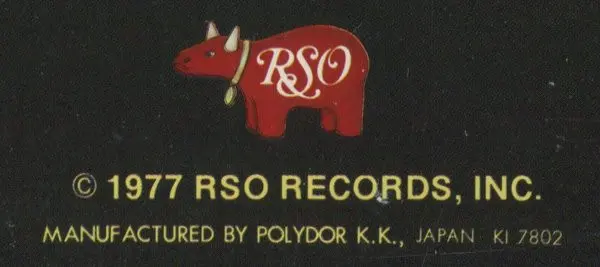 RSO
© 1977 RSO RECORDS, INC.
MANUFACTURED BY POLYDOR K.K., JAPAN KI 7802